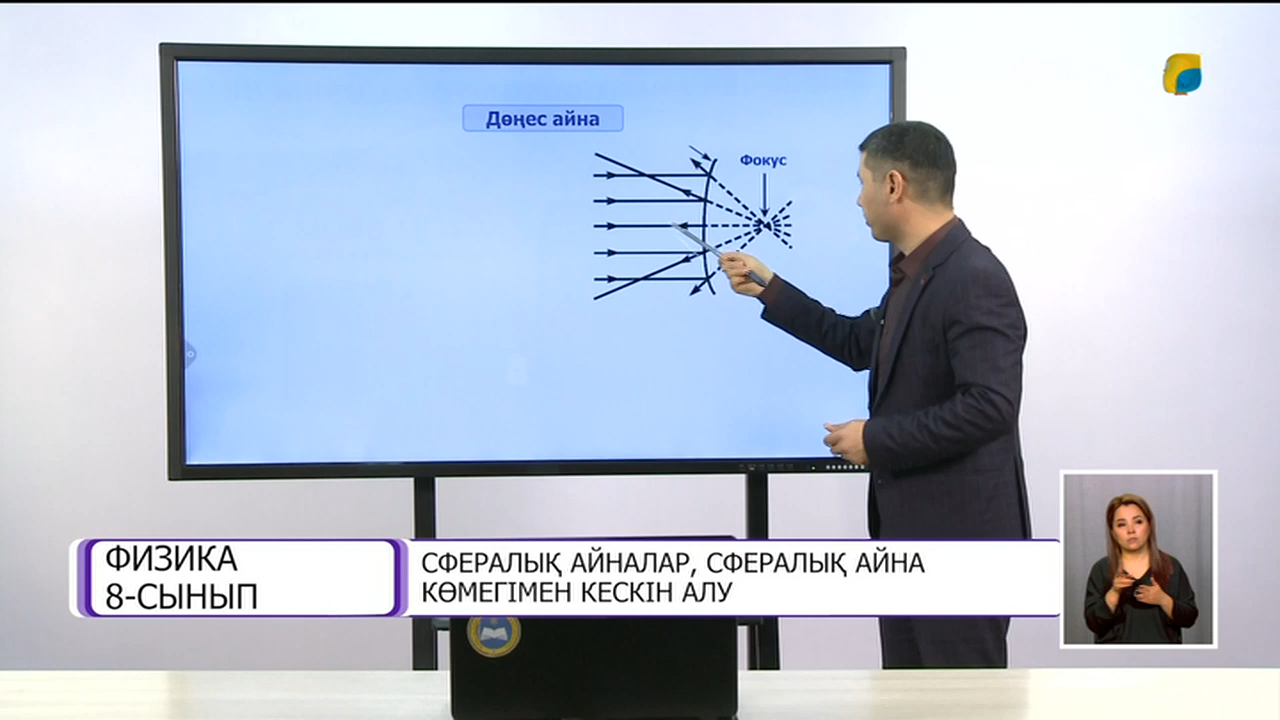 Дөңес айна
Фокус
ФИЗИКА
8-СЫНЫП
СФЕРАЛЫҚ АЙНАЛАР, СФЕРАЛЫҚ АЙНА
КӨМЕГІМЕН КЕСКІН АЛУ